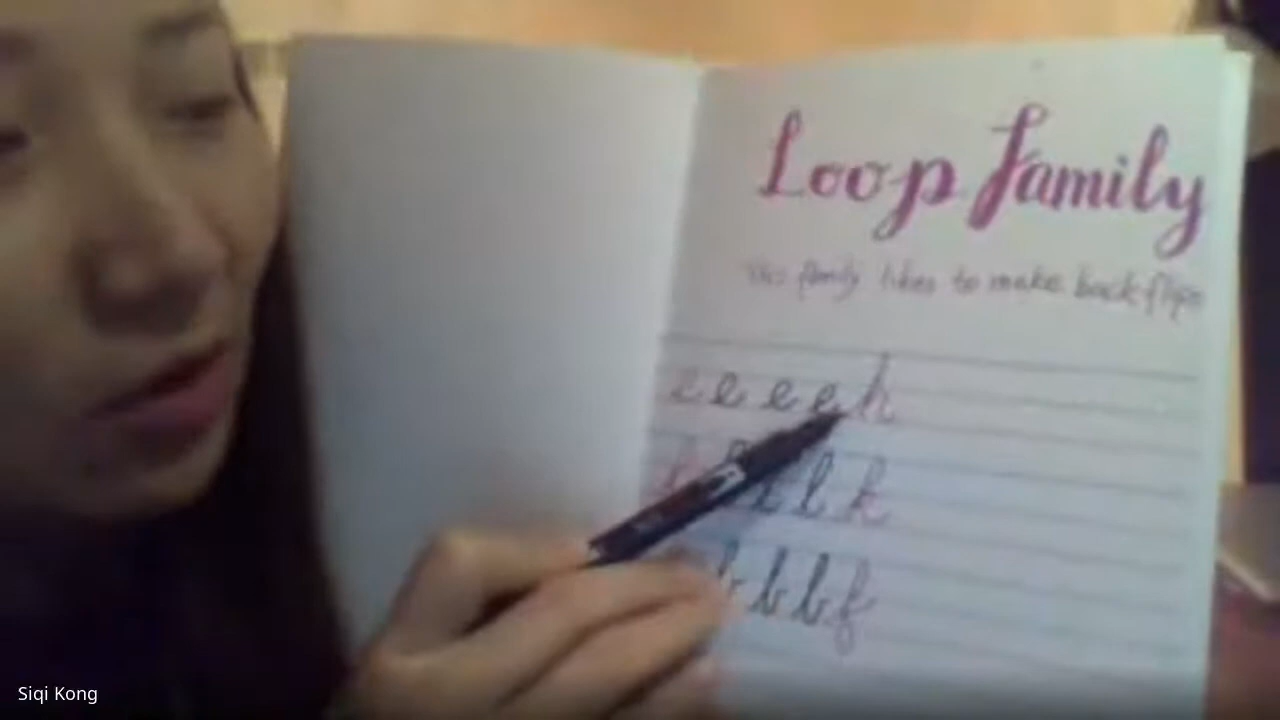 Loop Family
This family likes to make backflips
e e e e h
l l l k
b b b f
Siqi Kong